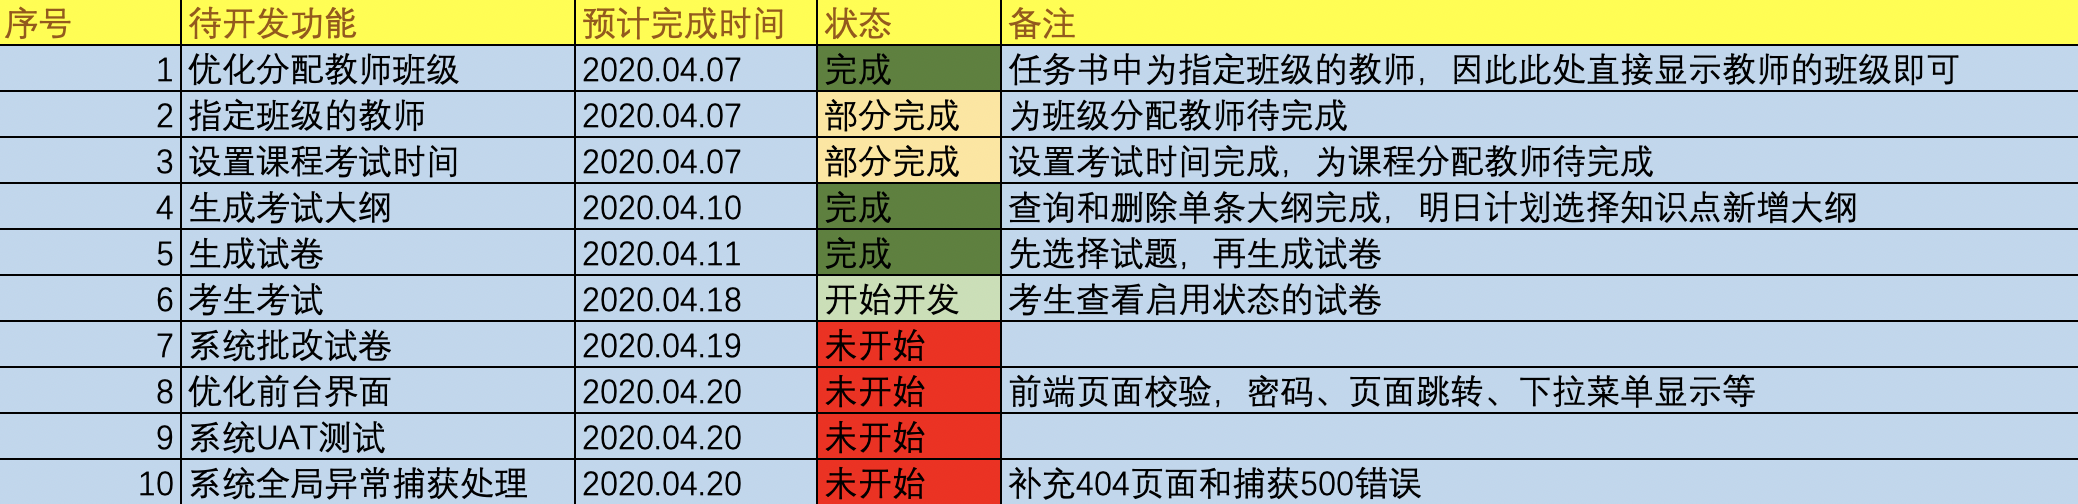 序号 待开发功能 预计完成时间 状态 备注
1 优化分配教师班级 2020.04.07 完成 任务书中为指定班级的教师，因此此处直接显示教师的班级即可
2 指定班级的教师 2020.04.07 部分完成 为班级分配教师待完成
3 设置课程考试时间 2020.04.07 部分完成 设置考试时间完成，为课程分配教师待完成
4 生成考试大纲 2020.04.10 完成 查询和删除单条大纲完成，明日计划选择知识点新增大纲
5 生成试卷 2020.04.11 完成 先选择试题，再生成试卷
6 考生考试 2020.04.18 开始开发 考生查看启用状态的试卷
7 系统批改试卷 2020.04.19 未开始
8 优化前台界面 2020.04.20 未开始 前端页面校验，密码、页面跳转、下拉菜单显示等
9 系统UAT测试 2020.04.20 未开始
10 系统全局异常捕获处理 2020.04.20 未开始 补充404页面和捕获500错误